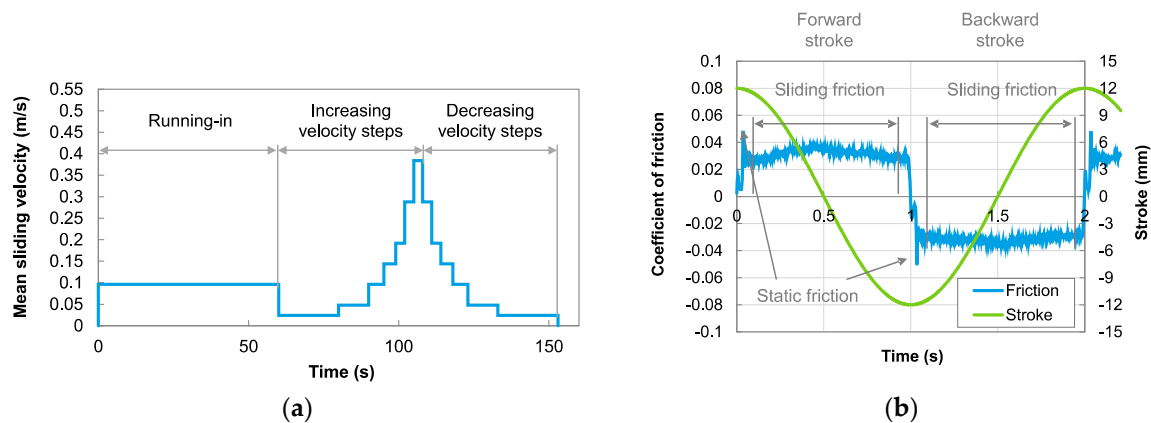 Mean sliding velocity (m/s)
0.55
0.5
0.45
0.4
0.35
0.3
0.25
0.2
0.15
0.1
0.05
0
Running-in
Increasing
velocity steps
Decreasing
velocity steps
0 50 100 150
Time (s)
(a)
Forward
stroke
Backward
stroke
Coefficient of friction
0.1
0.08
0.06
0.04
0.02
0
-0.02
-0.04
-0.06
-0.08
-0.1
Sliding friction
Sliding friction
0 0.5 1 1.5 2
Static friction
Friction
Stroke
15
12
9
6
3
0
-3
-6
-9
-12
-15
Stroke (mm)
Time (s)
(b)